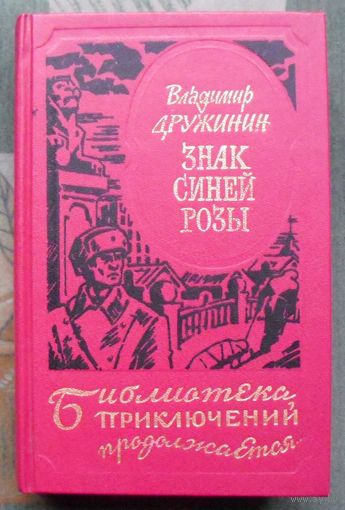 Владимир
ДРУЖИНИН
ЗНАК
СИНЕЙ
РОЗЫ
Библиотека
ПРИКЛЮЧЕНИЙ
продолжается